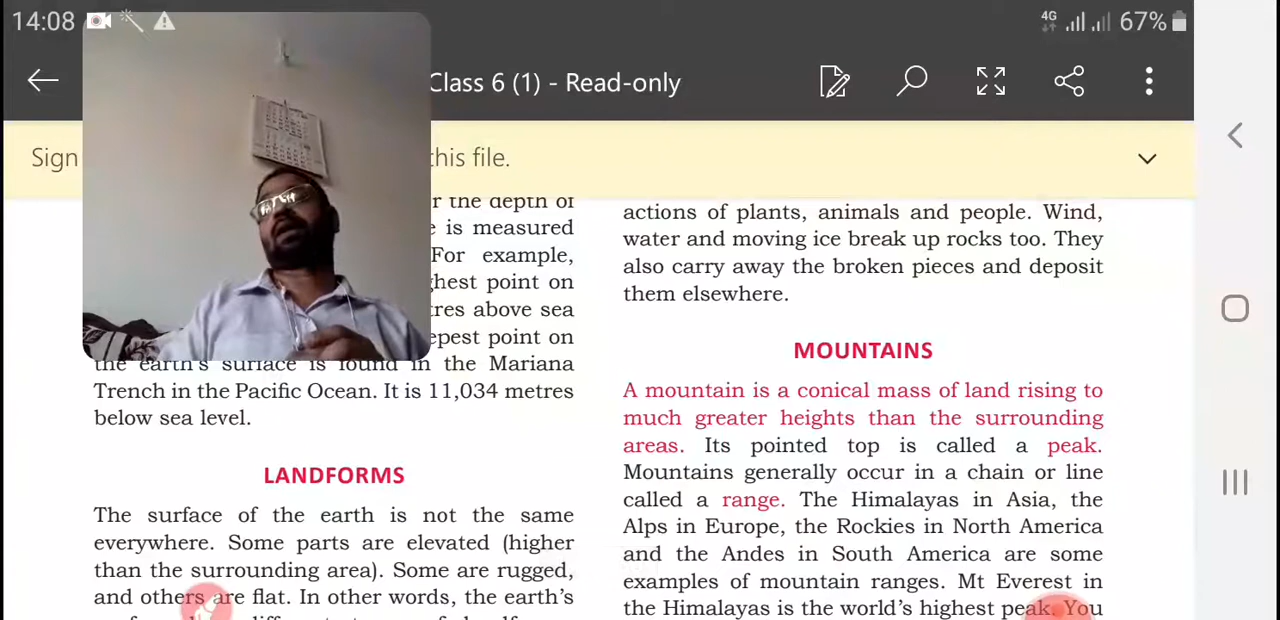 14:08
4G
67%
Class 6 (1) - Read-only
Sign
this file.
r the depth of
is measured
For example,
ghest point on
tres above sea
epest point on
the earth's surface is found in the Mariana
Trench in the Pacific Ocean. It is 11,034 metres
below sea level.
LANDFORMS
The surface of the earth is not the same
everywhere. Some parts are elevated (higher
than the surrounding area). Some are rugged,
and others are flat. In other words, the earth's
actions of plants, animals and people. Wind,
water and moving ice break up rocks too. They
also carry away the broken pieces and deposit
them elsewhere.
MOUNTAINS
A mountain is a conical mass of land rising to
much greater heights than the surrounding
areas. Its pointed top is called a peak.
Mountains generally occur in a chain or line
called a range. The Himalayas in Asia, the
Alps in Europe, the Rockies in North America
and the Andes in South America are some
examples of mountain ranges. Mt Everest in
the Himalayas is the world's highest peak. You